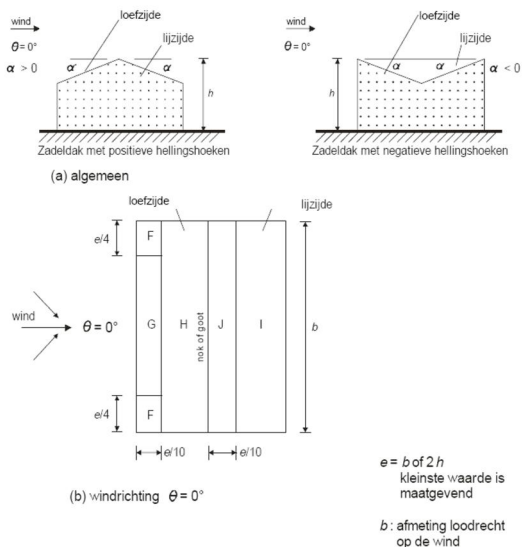 wind
θ = 0°
α > 0
loefzijde
lijzijde
α
α
h
Zadeldak met positieve hellingshoeken
wind
θ = 0°
loefzijde
lijzijde
α
α
α < 0
h
Zadeldak met negatieve hellingshoeken
(a) algemeen
loefzijde
lijzijde
e/4
F
wind
θ = 0°
G
H
nok of goot
J
I
b
e/4
F
e/10
e/10
(b) windrichting θ = 0°
e = b of 2 h
kleinste waarde is
maatgevend
b : afmeting loodrecht
op de wind